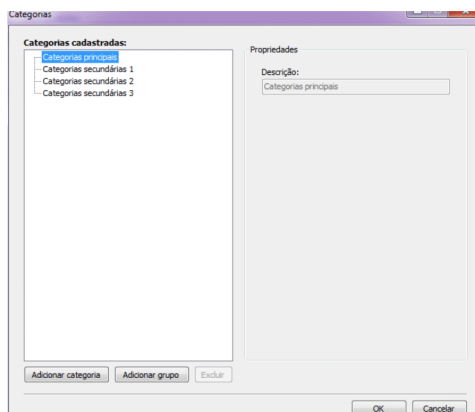 Categorias
Categorias cadastradas:
Categorias principais
Categorias secundárias 1
Categorias secundárias 2
Categorias secundárias 3
Propriedades
Descrição:
Categorias principais
Adicionar categoria
Adicionar grupo
Excluir
OK
Cancelar